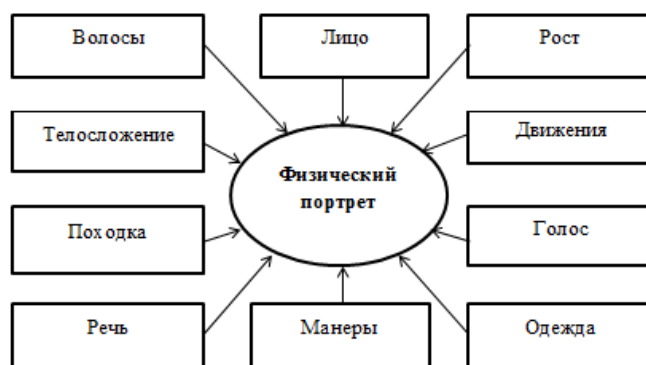 Волосы
Лицо
Рост
Телосложение
Движения
Физический
портрет
Походка
Голос
Речь
Манеры
Одежда